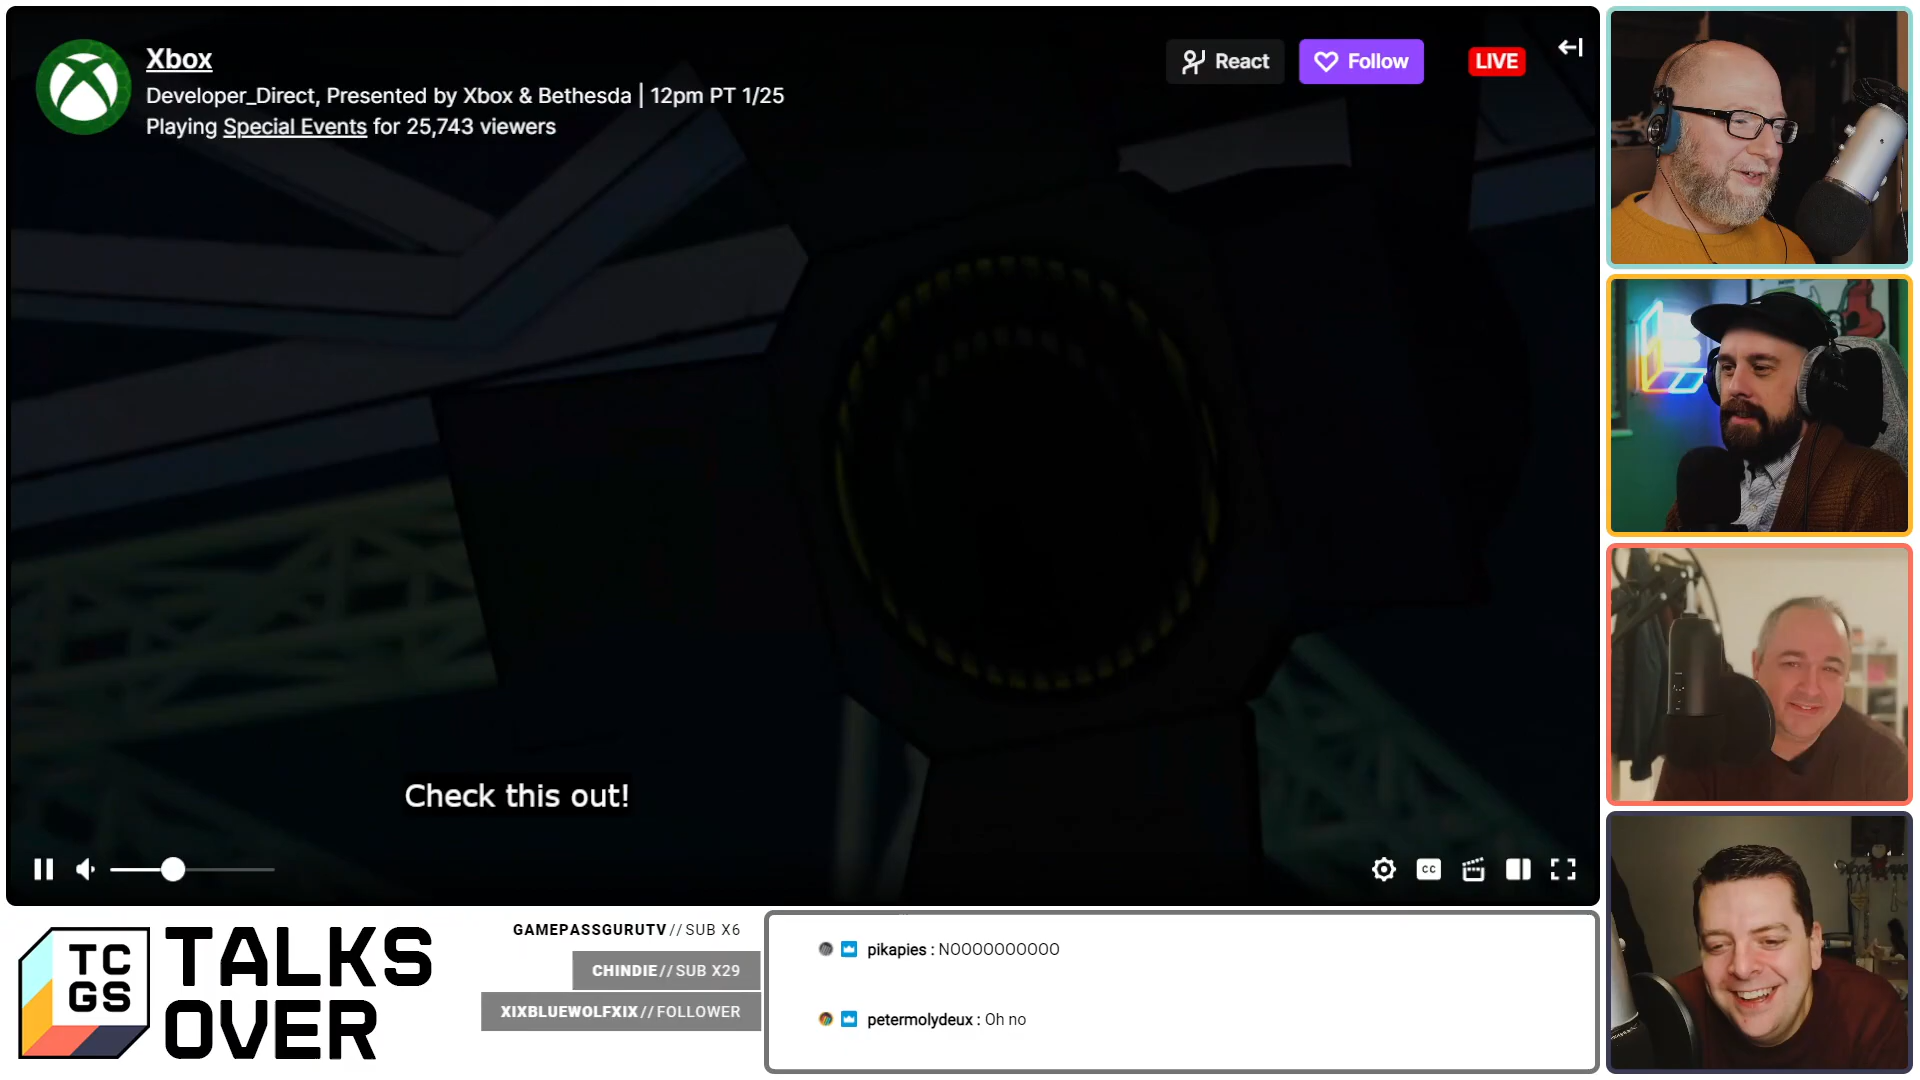 Xbox
Developer_Direct, Presented by Xbox & Bethesda | 12pm PT 1/25
Playing Special Events for 25,743 viewers
React
Follow
LIVE
Check this out!
CC
TC
GS
TALKS
OVER
GAMEPASSGURUTV // SUB X6
CHINDIE // SUB X29
XIXBLUEWOLFXIX // FOLLOWER
pikapies : NOOOOOOOOOO
petermolydeux : Oh no